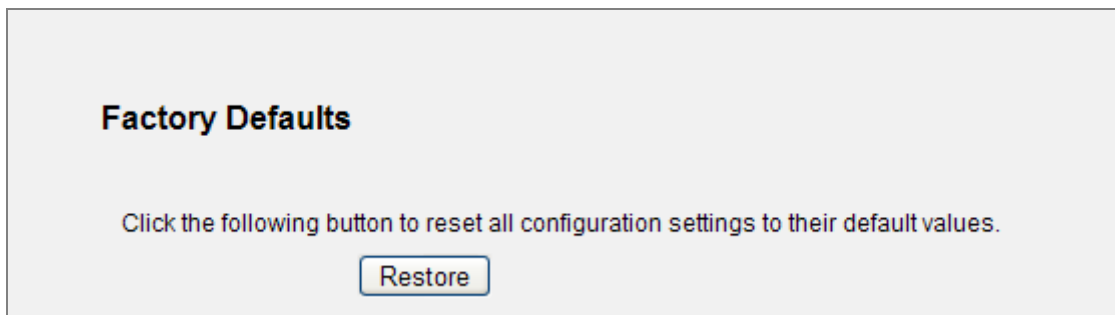 Factory Defaults
Click the following button to reset all configuration settings to their default values.
Restore